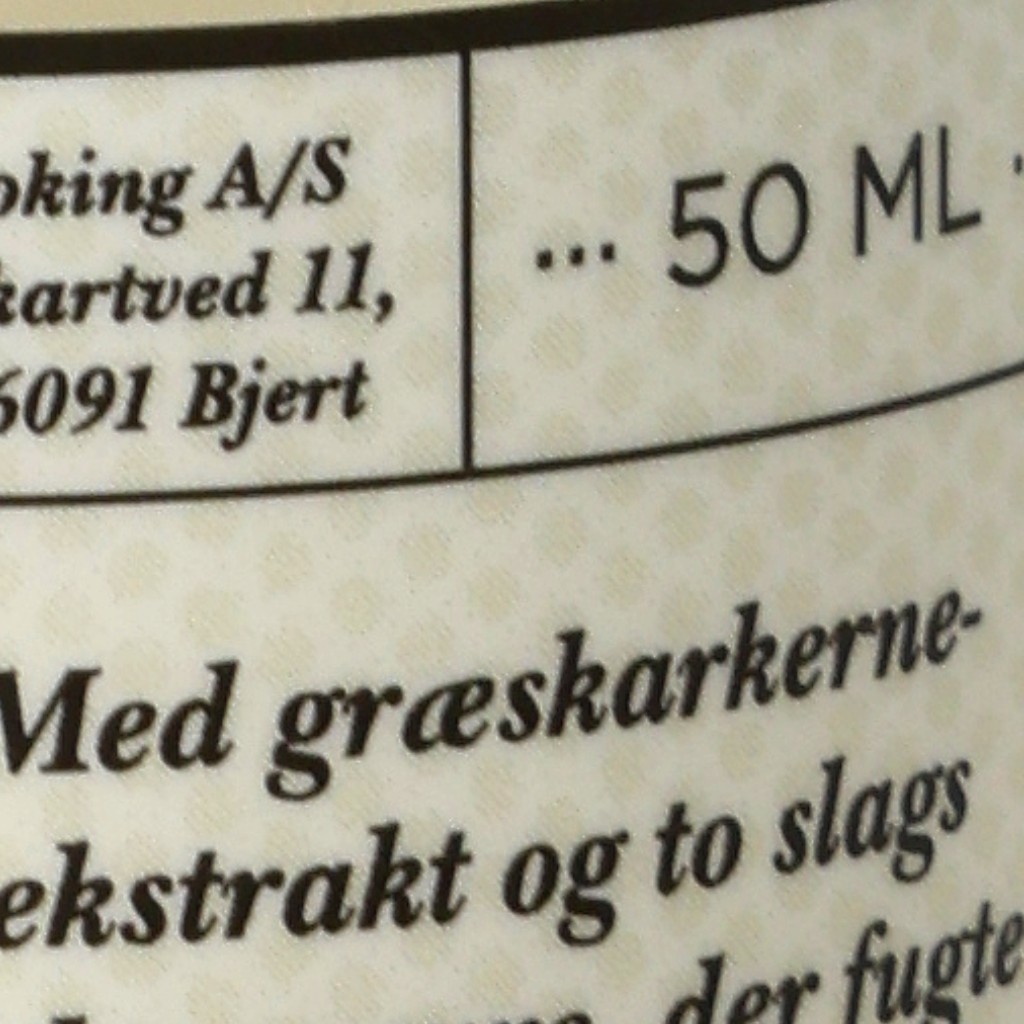 oking A/S
kartved 11,
6091 Bjert
... 50 ML
Med græskarkerne-
ekstrakt og to slags
der fugte